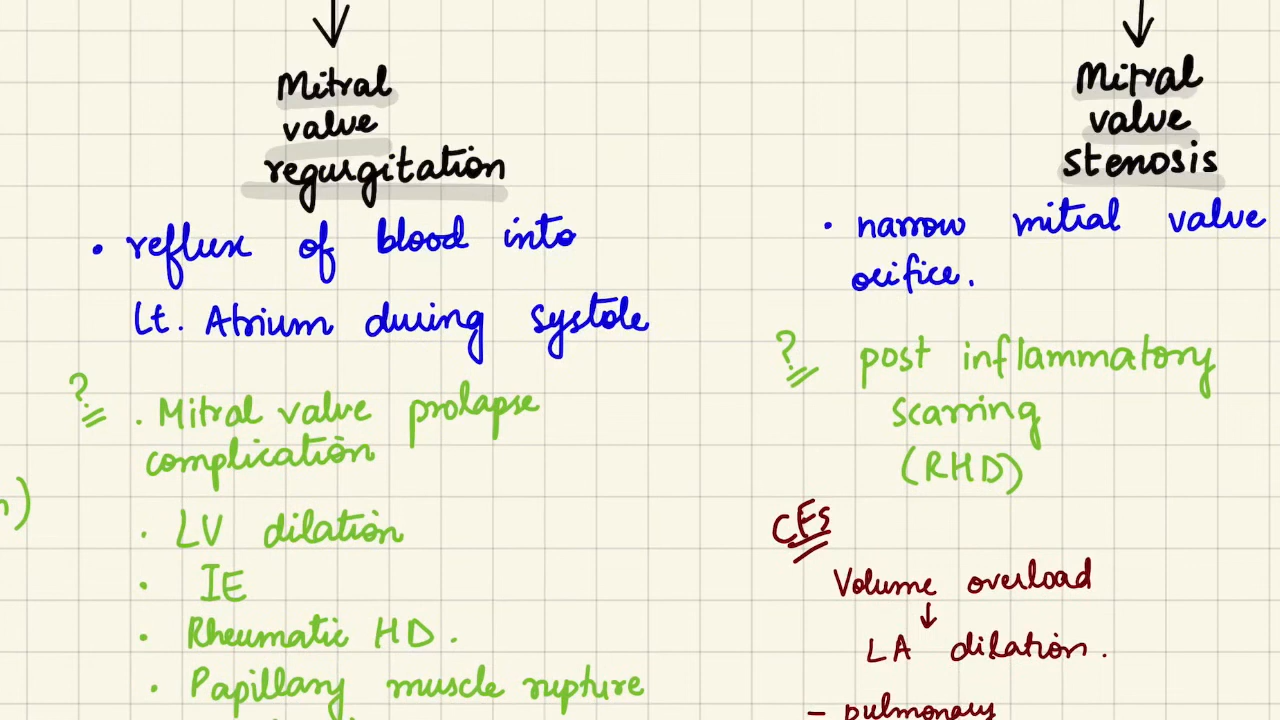 Mitral
valve
regurgitation
• reflux of blood into
Lt. Atrium during systole
? . Mitral valve prolapse
complication
· LV dilation
· IE
· Rheumatic HD.
· Papillary muscle rupture
Mitral
valve
stenosis
· narrow mitral valve
orifice.
? post inflammatory
scarring
(RHD)
CFs
Volume overload
↓
LA dilation.
– pulmonary